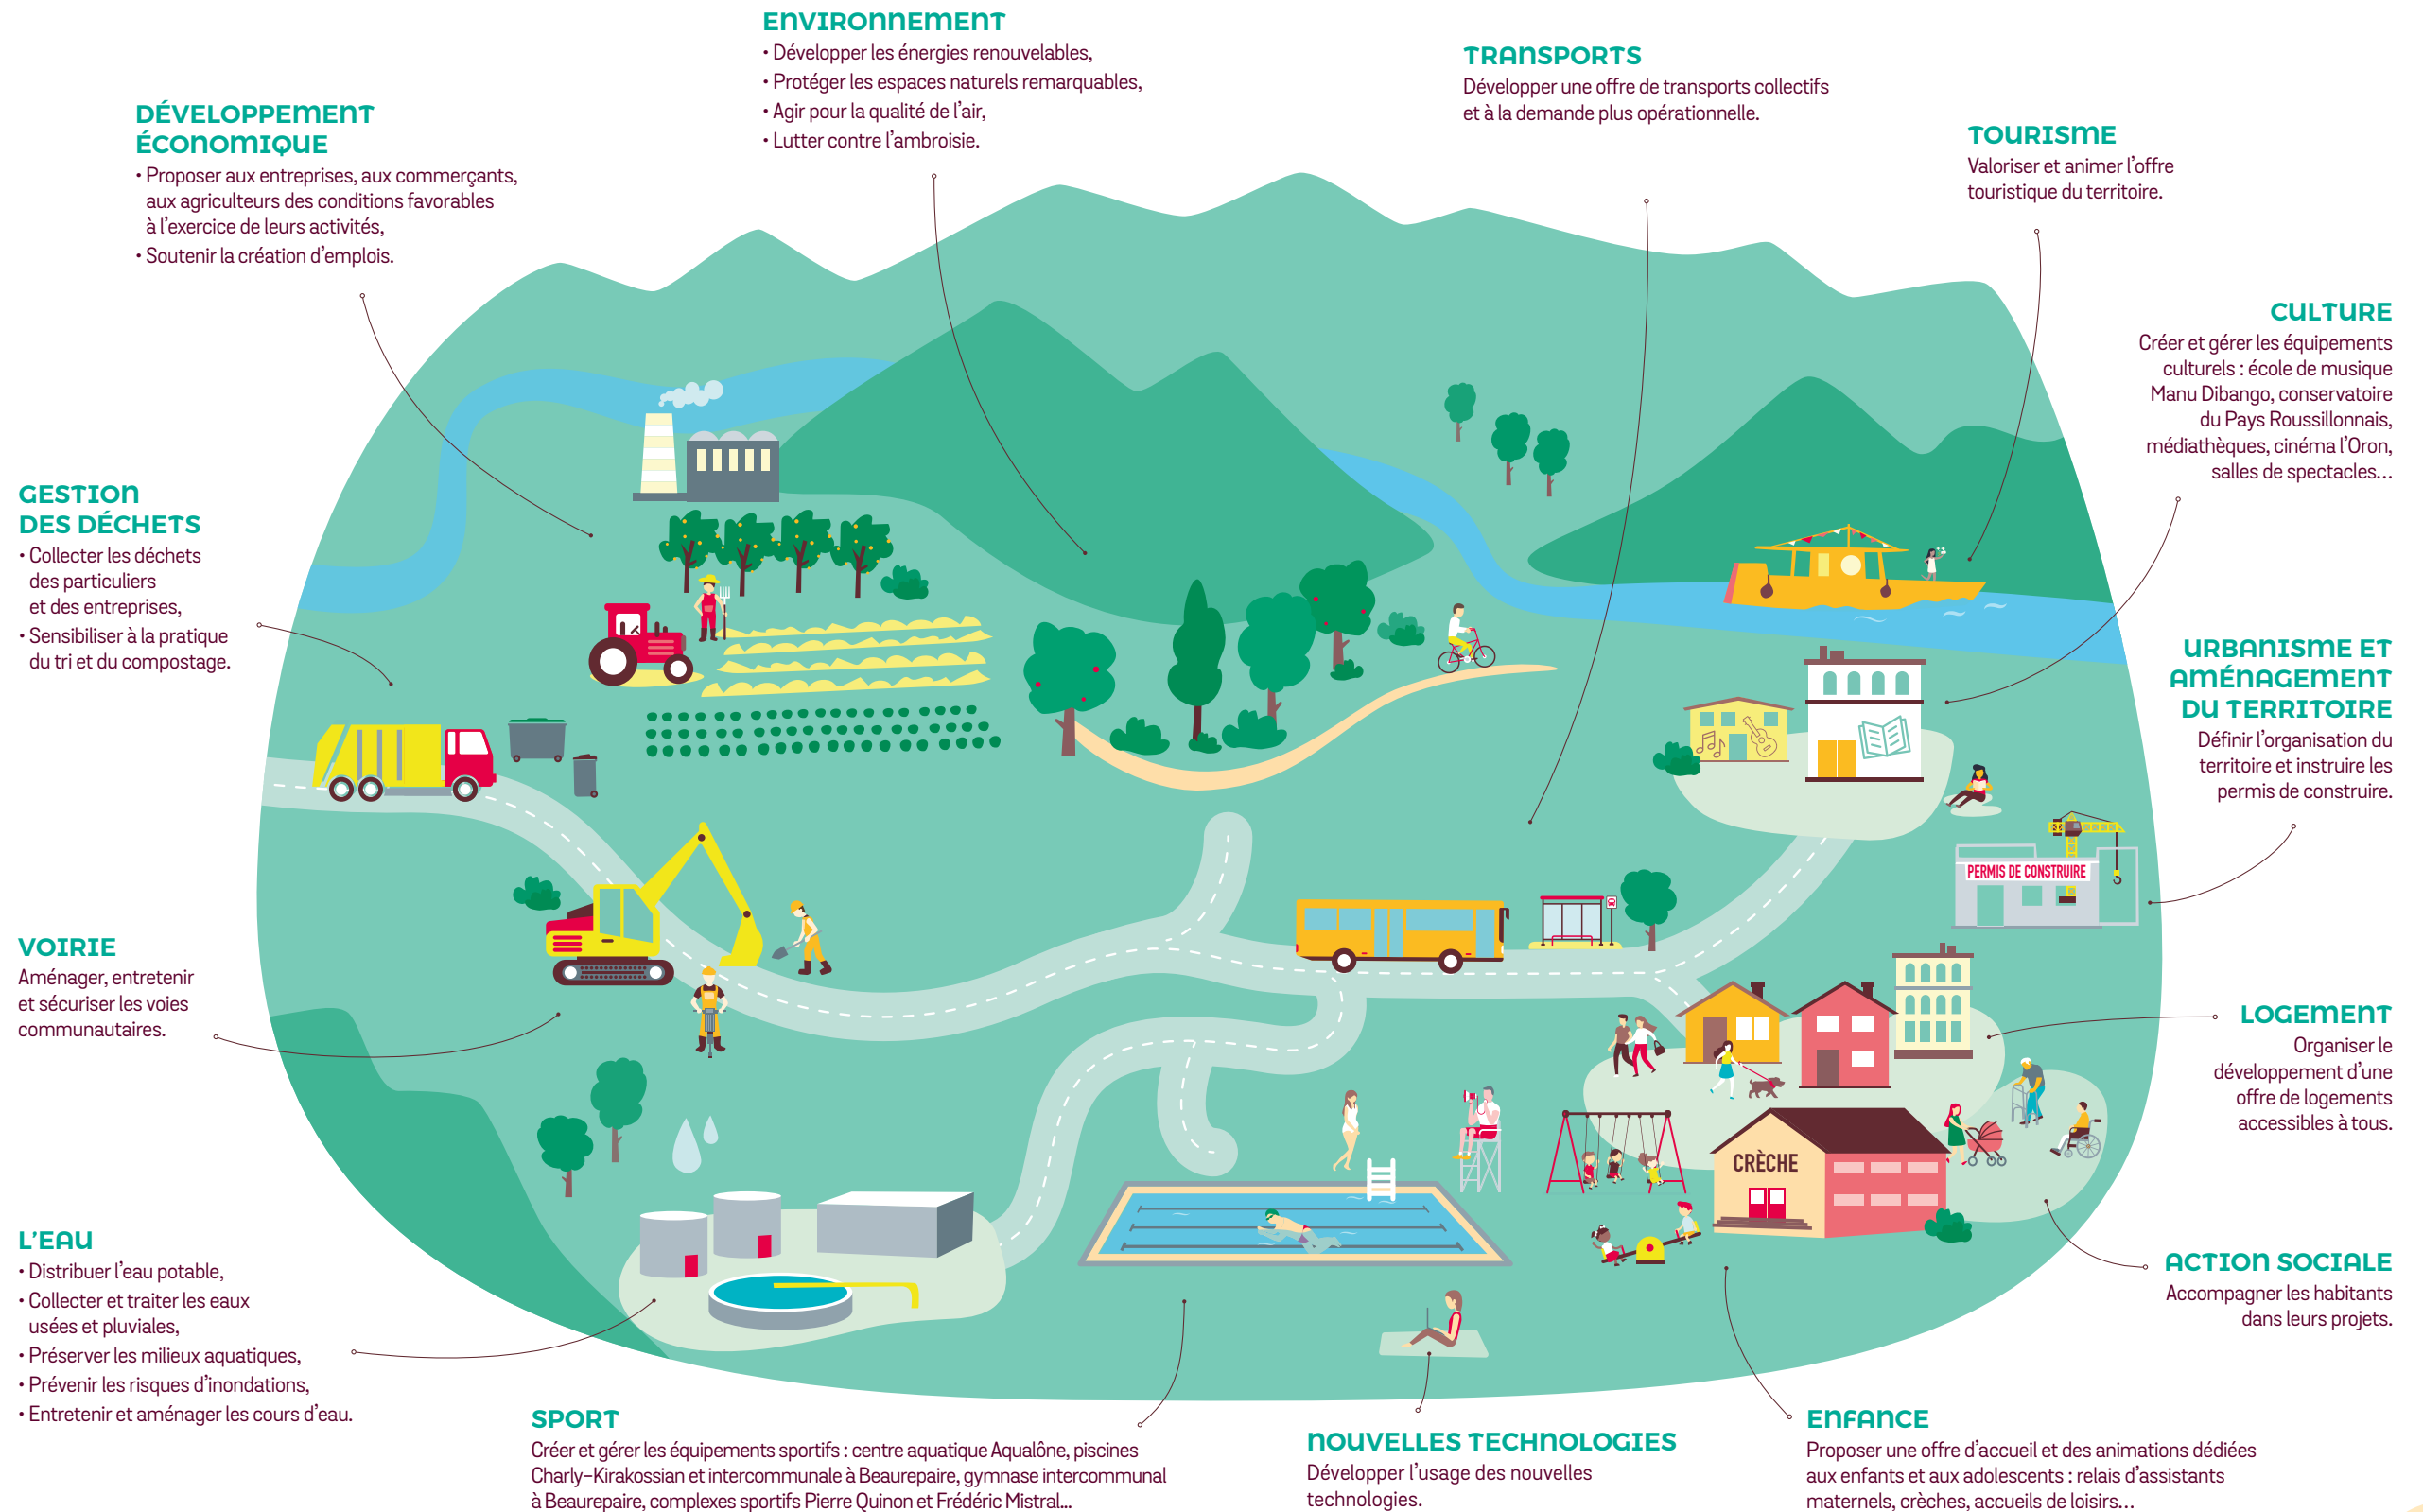 ENVIRONNEMENT
• Développer les énergies renouvelables,
• Protéger les espaces naturels remarquables,
• Agir pour la qualité de l'air,
• Lutter contre l'ambroisie.
TRANSPORTS
Développer une offre de transports collectifs
et à la demande plus opérationnelle.
DÉVELOPPEMENT
ÉCONOMIQUE
• Proposer aux entreprises, aux commerçants,
aux agriculteurs des conditions favorables
à l'exercice de leurs activités,
• Soutenir la création d'emplois.
TOURISME
Valoriser et animer l'offre
touristique du territoire.
CULTURE
Créer et gérer les équipements
culturels : école de musique
Manu Dibango, conservatoire
du Pays Roussillonnais,
médiathèques, cinéma l'Oron,
salles de spectacles...
GESTION
DES DÉCHETS
• Collecter les déchets
des particuliers
et des entreprises,
• Sensibiliser à la pratique
du tri et du compostage.
URBANISME ET
AMÉNAGEMENT
DU TERRITOIRE
Définir l'organisation du
territoire et instruire les
permis de construire.
PERMIS DE CONSTRUIRE
VOIRIE
Aménager, entretenir
et sécuriser les voies
communautaires.
LOGEMENT
Organiser le
développement d'une
offre de logements
accessibles à tous.
CRÈCHE
L'EAU
• Distribuer l'eau potable,
• Collecter et traiter les eaux
usées et pluviales,
• Préserver les milieux aquatiques,
• Prévenir les risques d'inondations,
• Entretenir et aménager les cours d'eau.
ACTION SOCIALE
Accompagner les habitants
dans leurs projets.
SPORT
Créer et gérer les équipements sportifs : centre aquatique Aqualône, piscines
Charly-Kirakossian et intercommunale à Beaurepaire, gymnase intercommunal
à Beaurepaire, complexes sportifs Pierre Quinon et Frédéric Mistral...
NOUVELLES TECHNOLOGIES
Développer l'usage des nouvelles
technologies.
ENFANCE
Proposer une offre d'accueil et des animations dédiées
aux enfants et aux adolescents : relais d'assistants
maternels, crèches, accueils de loisirs...